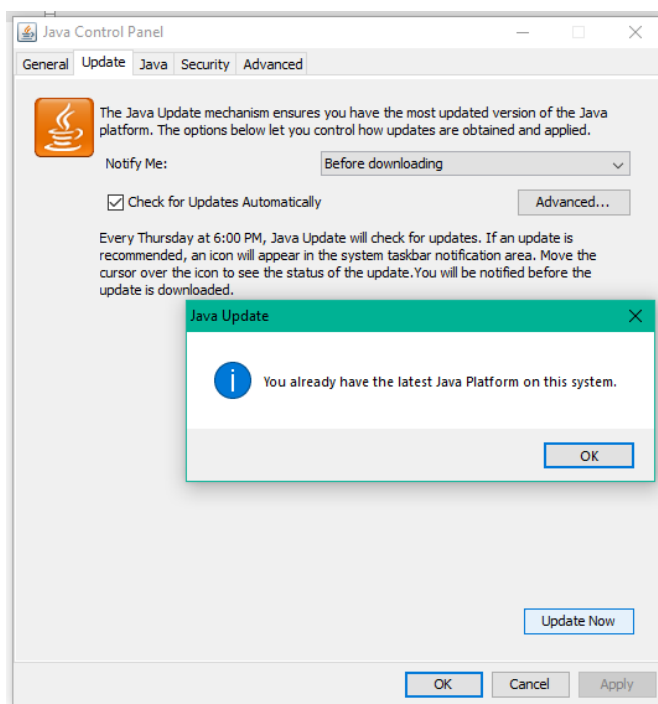 Java Control Panel
General Update Java Security Advanced
The Java Update mechanism ensures you have the most updated version of the Java
platform. The options below let you control how updates are obtained and applied.
Notify Me: Before downloading
Check for Updates Automatically Advanced...
Every Thursday at 6:00 PM, Java Update will check for updates. If an update is
recommended, an icon will appear in the system taskbar notification area. Move the
cursor over the icon to see the status of the update.You will be notified before the
update is downloaded.
Java Update
You already have the latest Java Platform on this system.
OK
Update Now
OK Cancel Apply